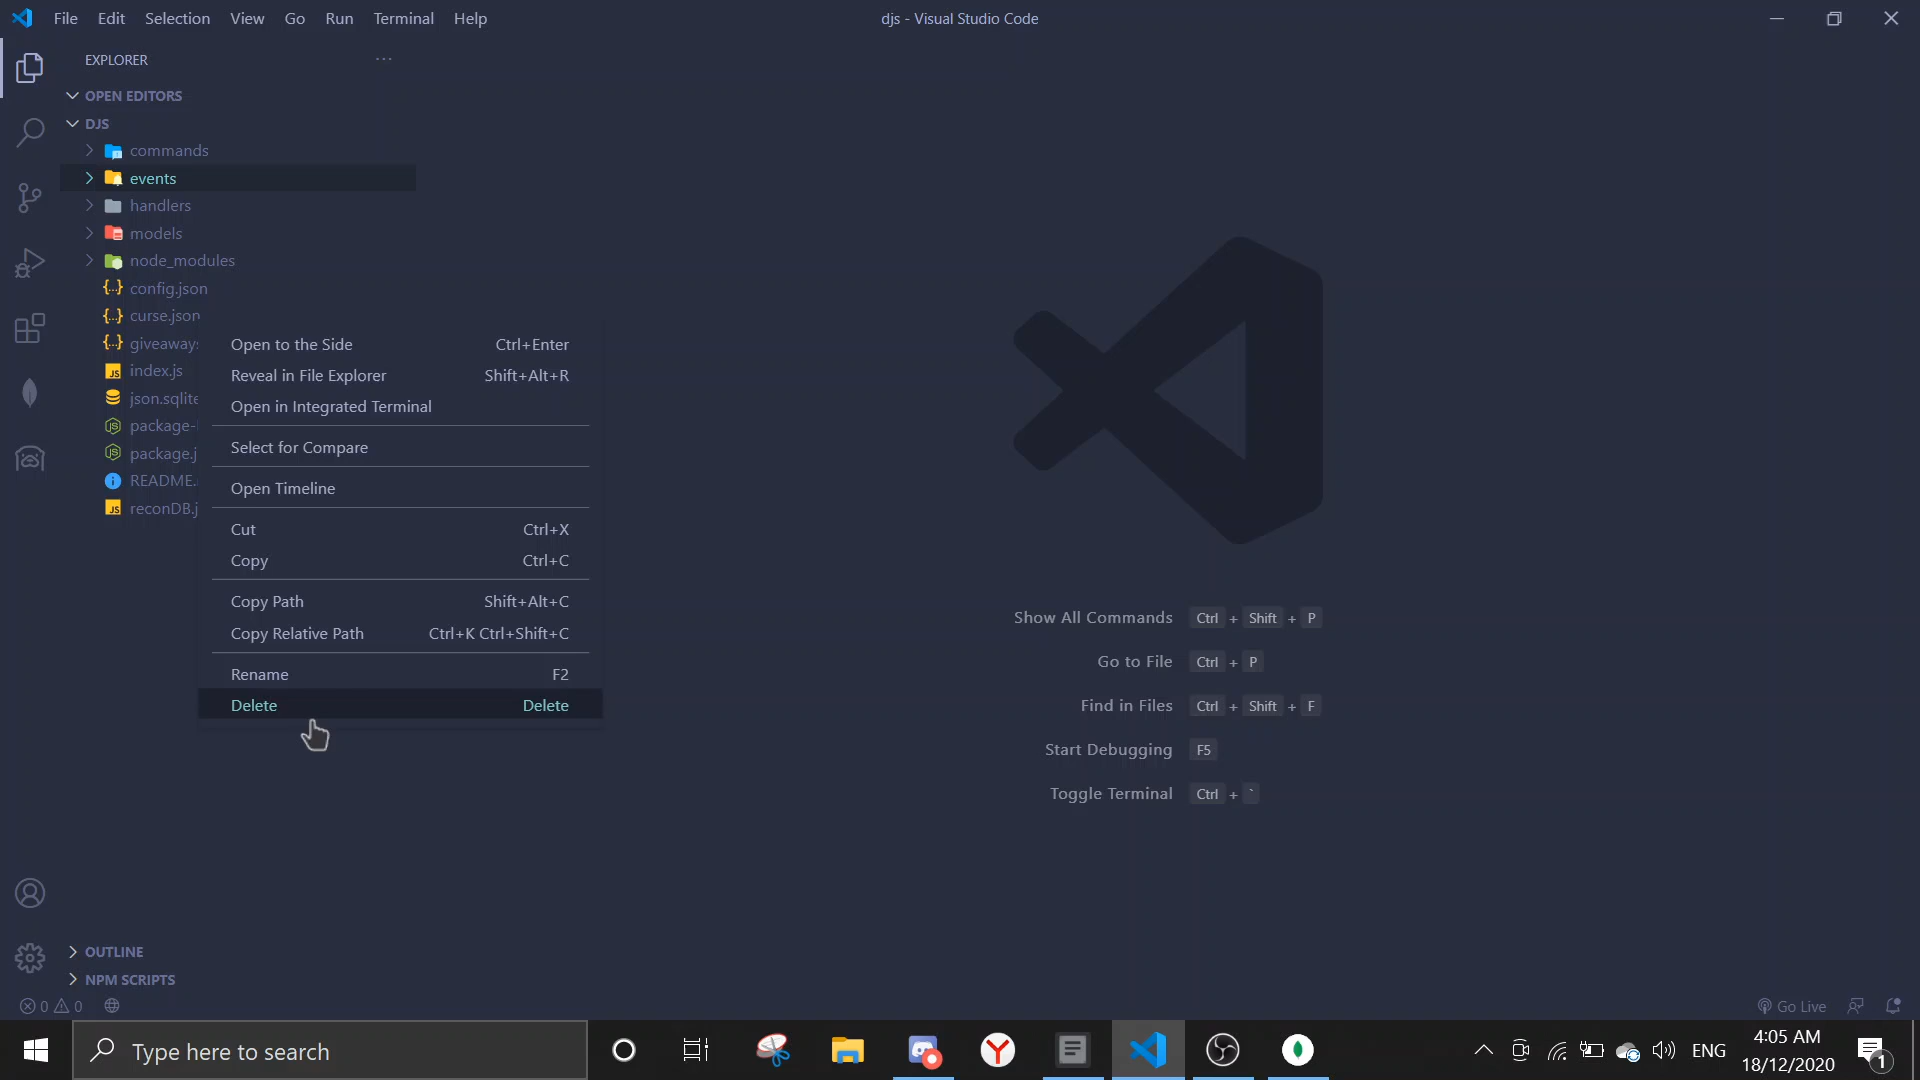 File Edit Selection View Go Run Terminal Help
djs - Visual Studio Code
EXPLORER
OPEN EDITORS
DJS
commands
events
handlers
models
node_modules
config.json
curse.json
giveaways
index.js
json.sqlite
package-
package.j
README.
reconDB.j
Open to the Side Ctrl+Enter
Reveal in File Explorer Shift+Alt+R
Open in Integrated Terminal
Select for Compare
Open Timeline
Cut Ctrl+X
Copy Ctrl+C
Copy Path Shift+Alt+C
Copy Relative Path Ctrl+K Ctrl+Shift+C
Rename F2
Delete Delete
Show All Commands Ctrl + Shift + P
Go to File Ctrl + P
Find in Files Ctrl + Shift + F
Start Debugging F5
Toggle Terminal Ctrl + `
OUTLINE
NPM SCRIPTS
0 0
Go Live
Type here to search
ENG
4:05 AM
18/12/2020
1